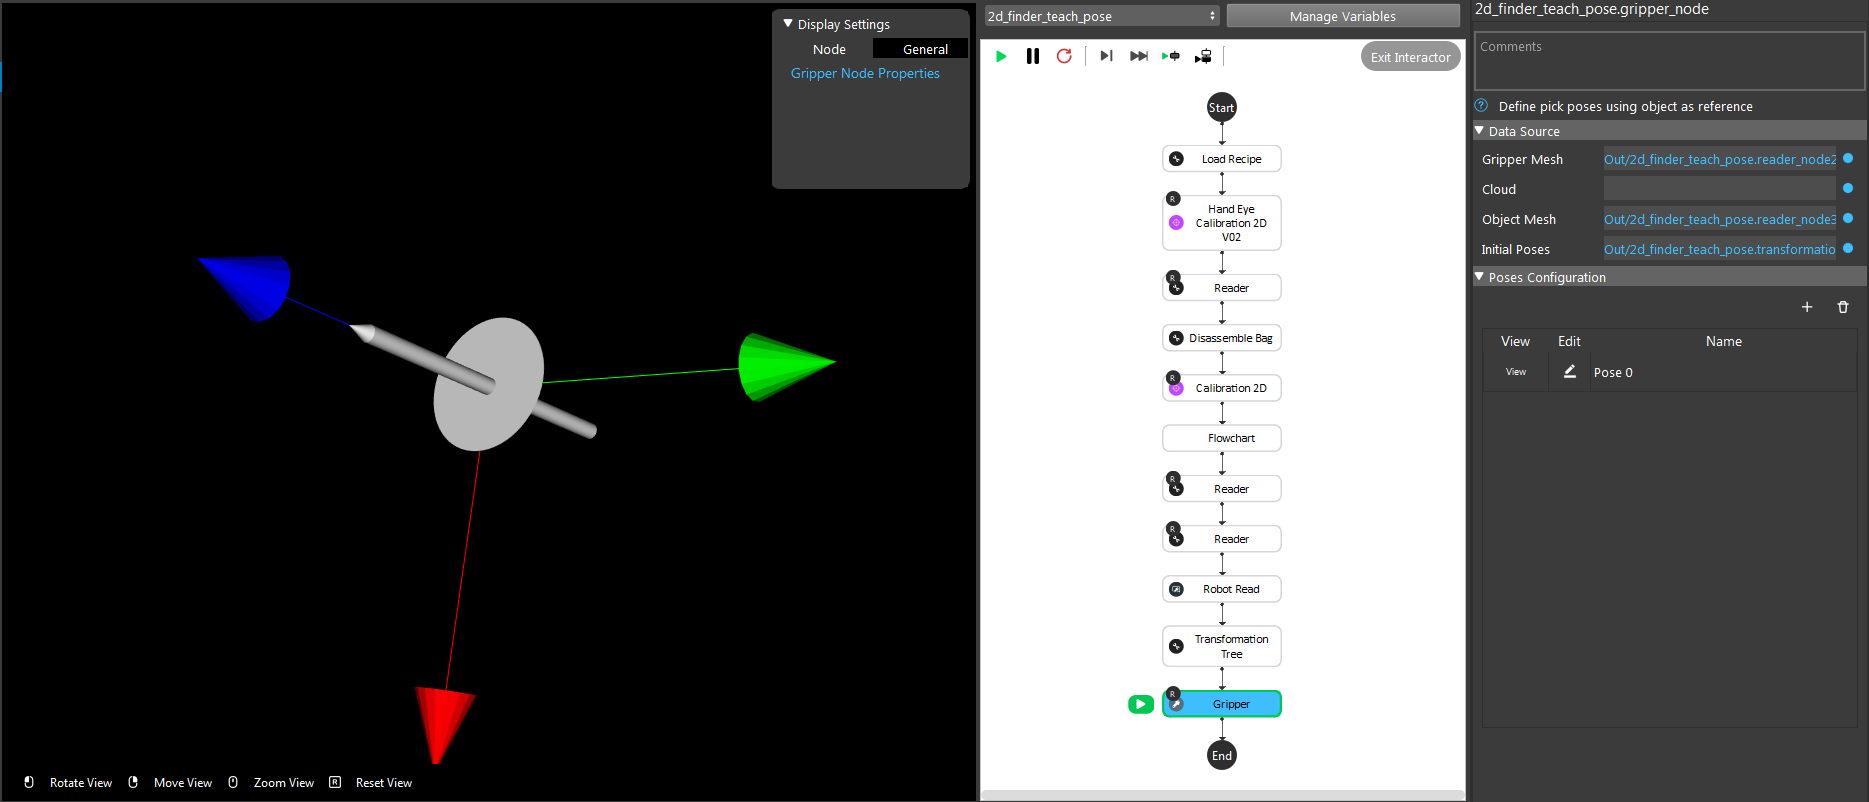 Display Settings
Node
General
Gripper Node Properties
Rotate View
Move View
Zoom View
R
Reset View
2d_finder_teach_pose
Manage Variables
Exit Interactor
Start
Load Recipe
R
Hand Eye
Calibration 2D
V02
R
Reader
Disassemble Bag
R
Calibration 2D
Flowchart
R
Reader
R
Reader
Robot Read
Transformation
Tree
R
Gripper
End
2d_finder_teach_pose.gripper_node
Comments
? Define pick poses using object as reference
Data Source
Gripper Mesh
Out/2d_finder_teach_pose.reader_node2
Cloud
Object Mesh
Out/2d_finder_teach_pose.reader_node3
Initial Poses
Out/2d_finder_teach_pose.transformatio
Poses Configuration
View
Edit
Name
View
Pose 0